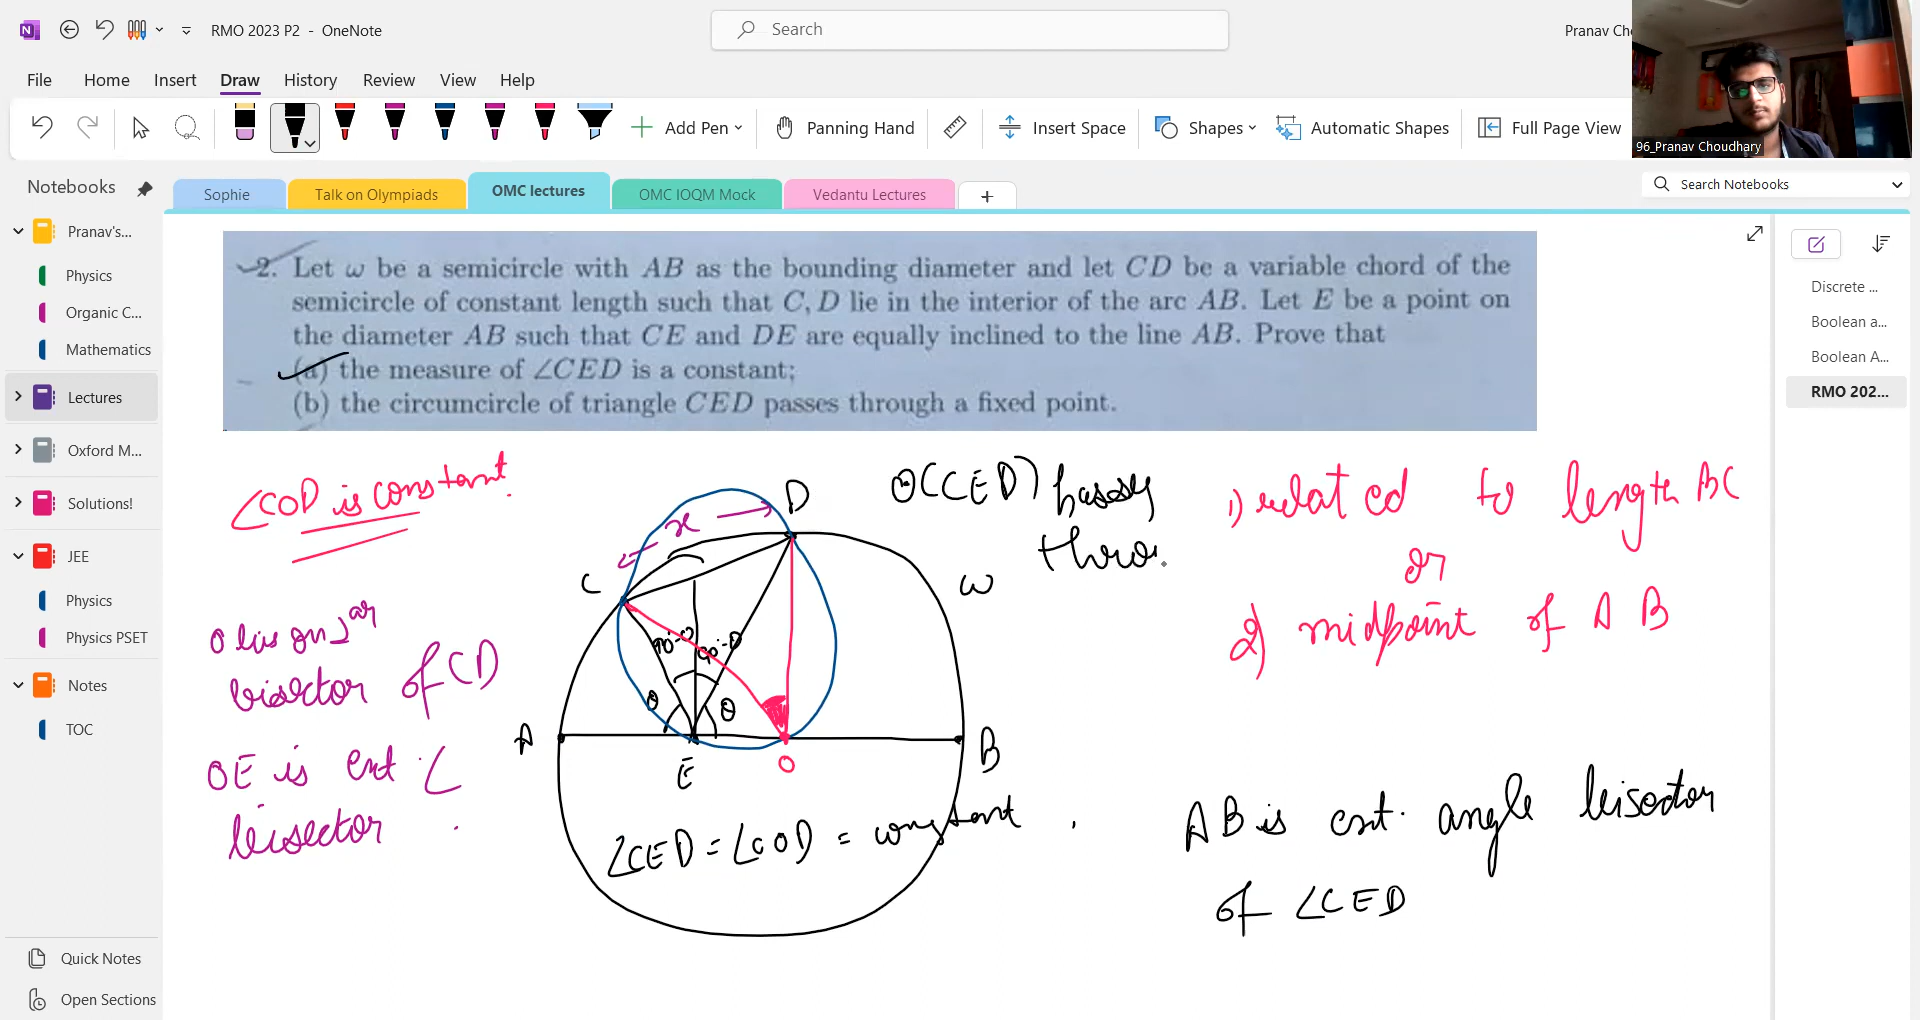 RMO 2023 P2 - OneNote
Search
Pranav Cho
File Home Insert Draw History Review View Help
Add Pen
Panning Hand
Insert Space
Shapes
Automatic Shapes
Full Page View
96_Pranav Choudhary
Notebooks
Sophie
Talk on Olympiads
OMC lectures
OMC IOQM Mock
Vedantu Lectures
+
Search Notebooks
Pranav's...
Physics
Organic C...
Mathematics
Lectures
Oxford M...
Solutions!
JEE
Physics
Physics PSET
Notes
TOC
Quick Notes
Open Sections
2. Let ω be a semicircle with AB as the bounding diameter and let CD be a variable chord of the
semicircle of constant length such that C, D lie in the interior of the arc AB. Let E be a point on
the diameter AB such that CE and DE are equally inclined to the line AB. Prove that
(a) the measure of ∠CED is a constant;
(b) the circumcircle of triangle CED passes through a fixed point.
∠COD is constant.
O lies on ⊥ar
bisector of CD
OE is ext ∠
bisector
D
x
C
ω
90-θ
90-θ
θ
θ
A
E
O
B
∠CED = ∠COD = constant
⊙(CED) passes
thro
1) related to length BC
or
2) midpoint of AB
AB is ext. angle bisector
of ∠CED
Discrete ...
Boolean a...
Boolean A...
RMO 202...